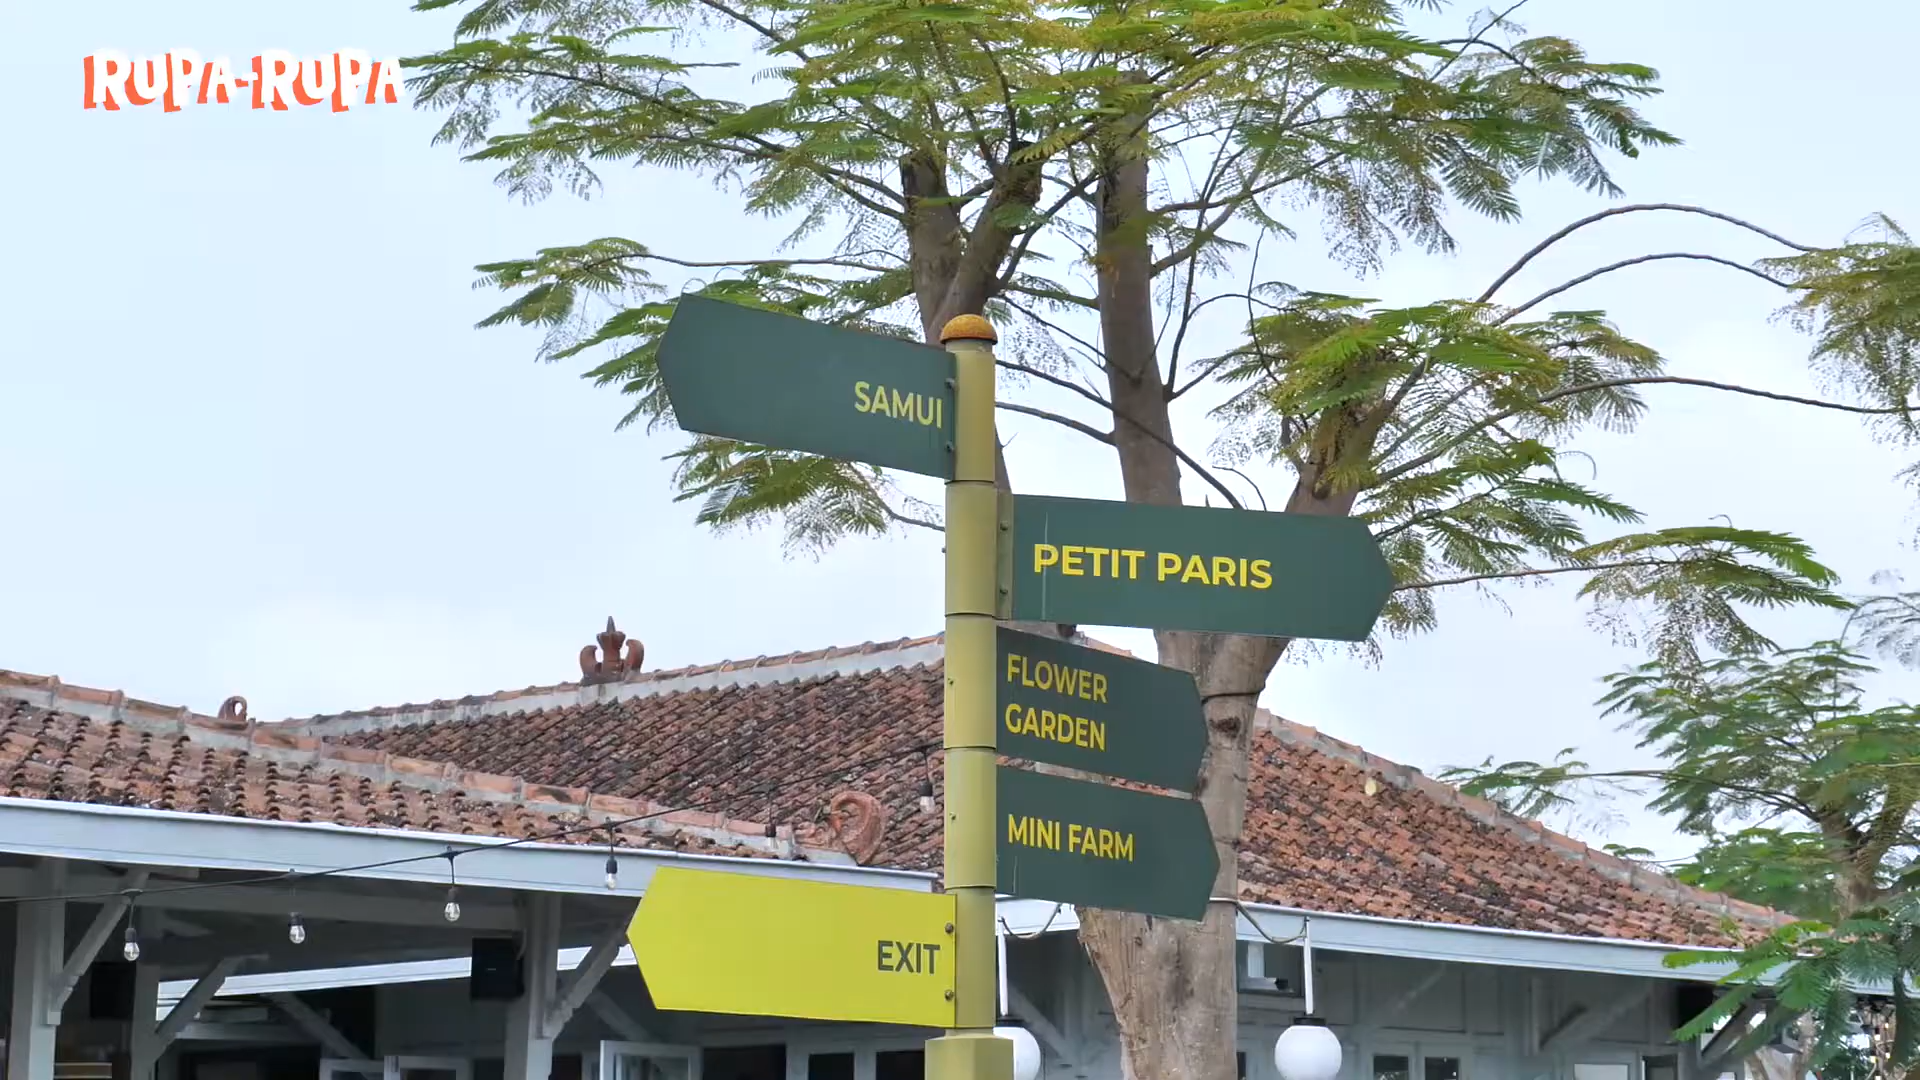 RUPA-RUPA
SAMUI
PETIT PARIS
FLOWER
GARDEN
MINI FARM
EXIT